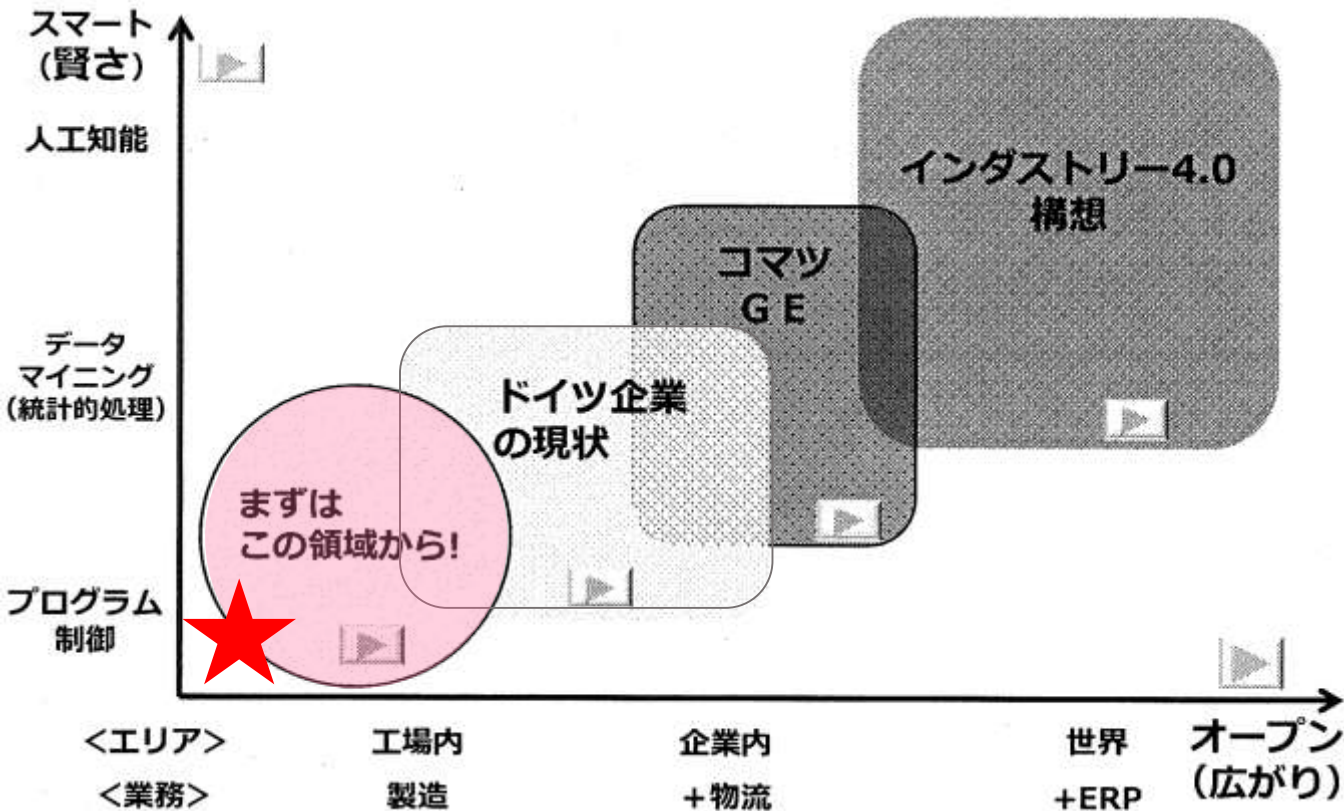 スマート
(賢さ)
人工知能
インダストリー4.0
構想
コマツ
G E
データ
マイニング
(統計的処理)
ドイツ企業
の現状
まずは
この領域から!
プログラム
制御
<エリア>
工場内
企業内
世界
オープン
(広がり)
<業務>
製造
+物流
+ERP